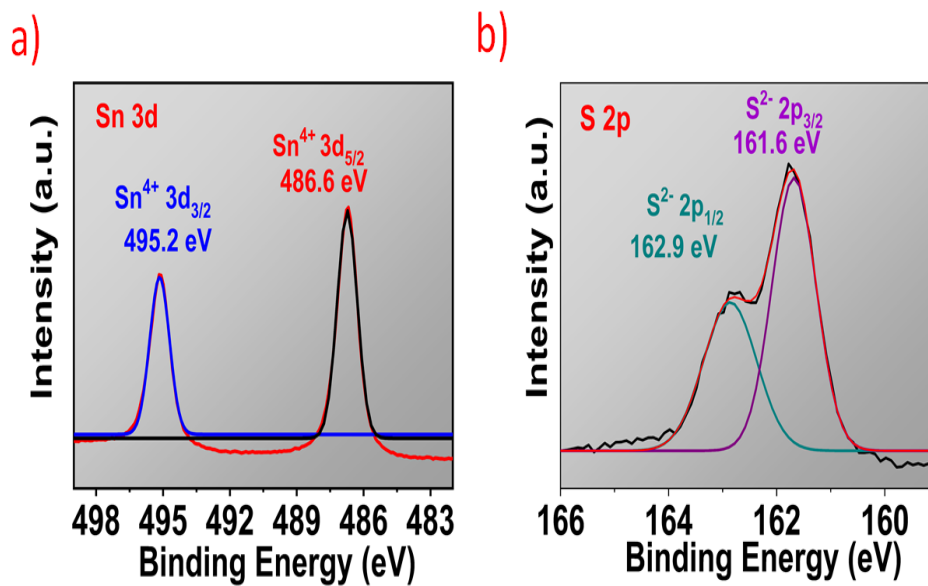 a)
Sn 3d
Sn⁴⁺ 3d₅/₂
486.6 eV
Sn⁴⁺ 3d₃/₂
495.2 eV
Intensity (a.u.)
498 495 492 489 486 483
Binding Energy (eV)
b)
S 2p
S²⁻ 2p₃/₂
161.6 eV
S²⁻ 2p₁/₂
162.9 eV
Intensity (a.u.)
166 164 162 160
Binding Energy (eV)